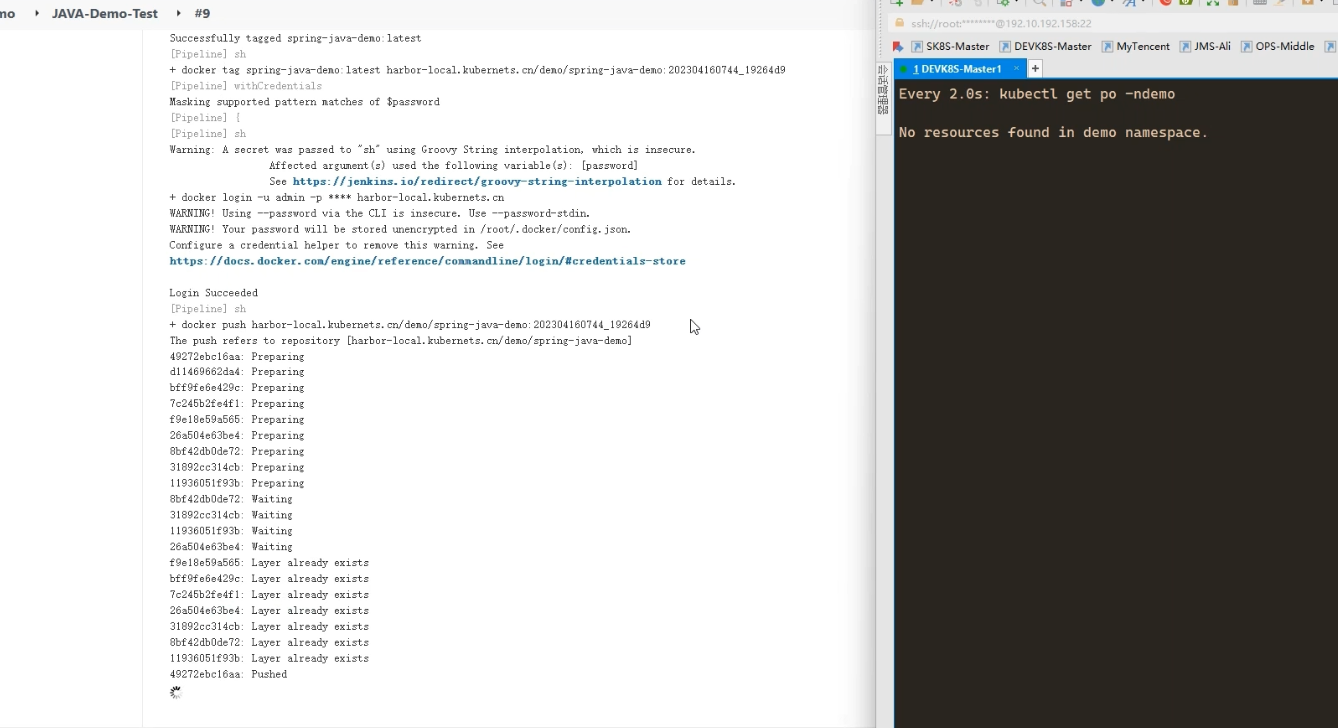 mo › JAVA-Demo-Test › #9
Successfully tagged spring-java-demo:latest
[Pipeline] sh
+ docker tag spring-java-demo:latest harbor-local.kubernets.cn/demo/spring-java-demo:202304160744_19264d9
[Pipeline] withCredentials
Masking supported pattern matches of $password
[Pipeline] {
[Pipeline] sh
Warning: A secret was passed to "sh" using Groovy String interpolation, which is insecure.
Affected argument(s) used the following variable(s): [password]
See https://jenkins.io/redirect/groovy-string-interpolation for details.
+ docker login -u admin -p **** harbor-local.kubernets.cn
WARNING! Using --password via the CLI is insecure. Use --password-stdin.
WARNING! Your password will be stored unencrypted in /root/.docker/config.json.
Configure a credential helper to remove this warning. See
https://docs.docker.com/engine/reference/commandline/login/#credentials-store
Login Succeeded
[Pipeline] sh
+ docker push harbor-local.kubernets.cn/demo/spring-java-demo:202304160744_19264d9
The push refers to repository [harbor-local.kubernets.cn/demo/spring-java-demo]
49272ebc16aa: Preparing
d11469662da4: Preparing
bff9fe6e429c: Preparing
7c245b2fe4f1: Preparing
f9e18e59a565: Preparing
26a504e63be4: Preparing
8bf42db0de72: Preparing
31892cc314cb: Preparing
11936051f93b: Preparing
8bf42db0de72: Waiting
31892cc314cb: Waiting
11936051f93b: Waiting
26a504e63be4: Waiting
f9e18e59a565: Layer already exists
bff9fe6e429c: Layer already exists
7c245b2fe4f1: Layer already exists
26a504e63be4: Layer already exists
31892cc314cb: Layer already exists
8bf42db0de72: Layer already exists
11936051f93b: Layer already exists
49272ebc16aa: Pushed
ssh://root:********@192.10.192.158:22
SK8S-Master DEVK8S-Master MyTencent JMS-Ali OPS-Middle
会话管理器
1 DEVK8S-Master1 × +
Every 2.0s: kubectl get po -ndemo
No resources found in demo namespace.